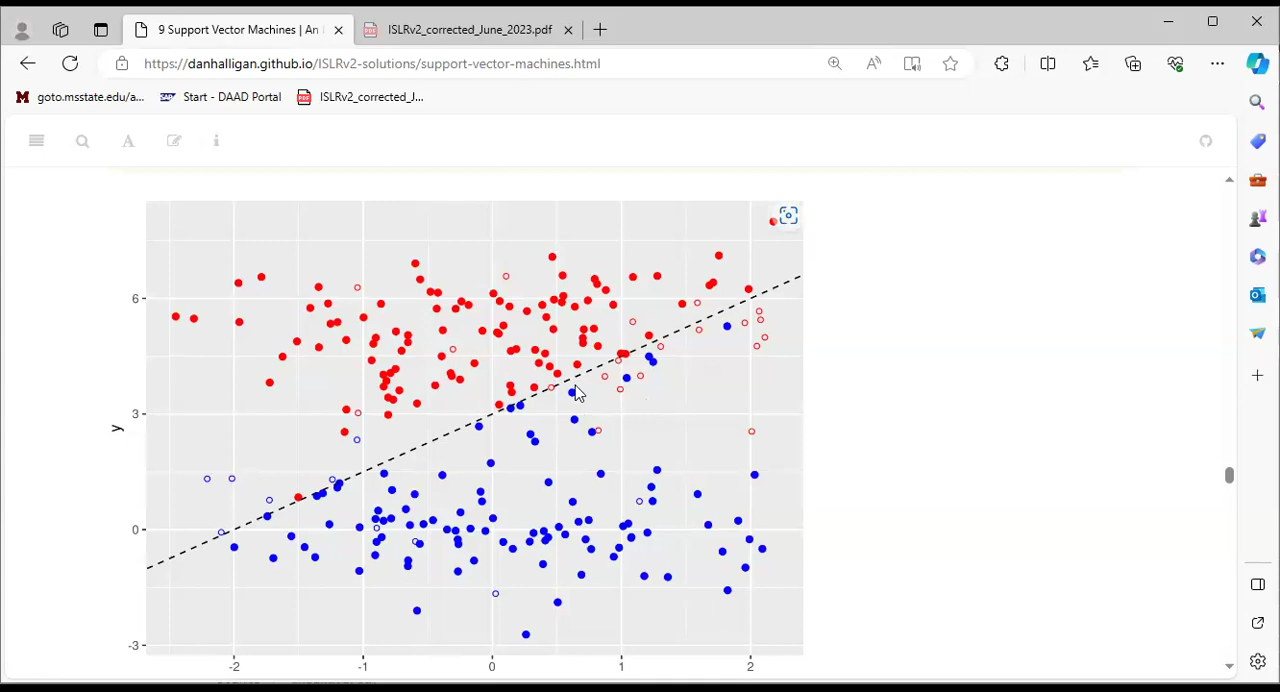 9 Support Vector Machines | An I
ISLRv2_corrected_June_2023.pdf
https://danhalligan.github.io/ISLRv2-solutions/support-vector-machines.html
goto.msstate.edu/a...
Start - DAAD Portal
ISLRv2_corrected_J...
6
3
y
0
-3
-2
-1
0
1
2